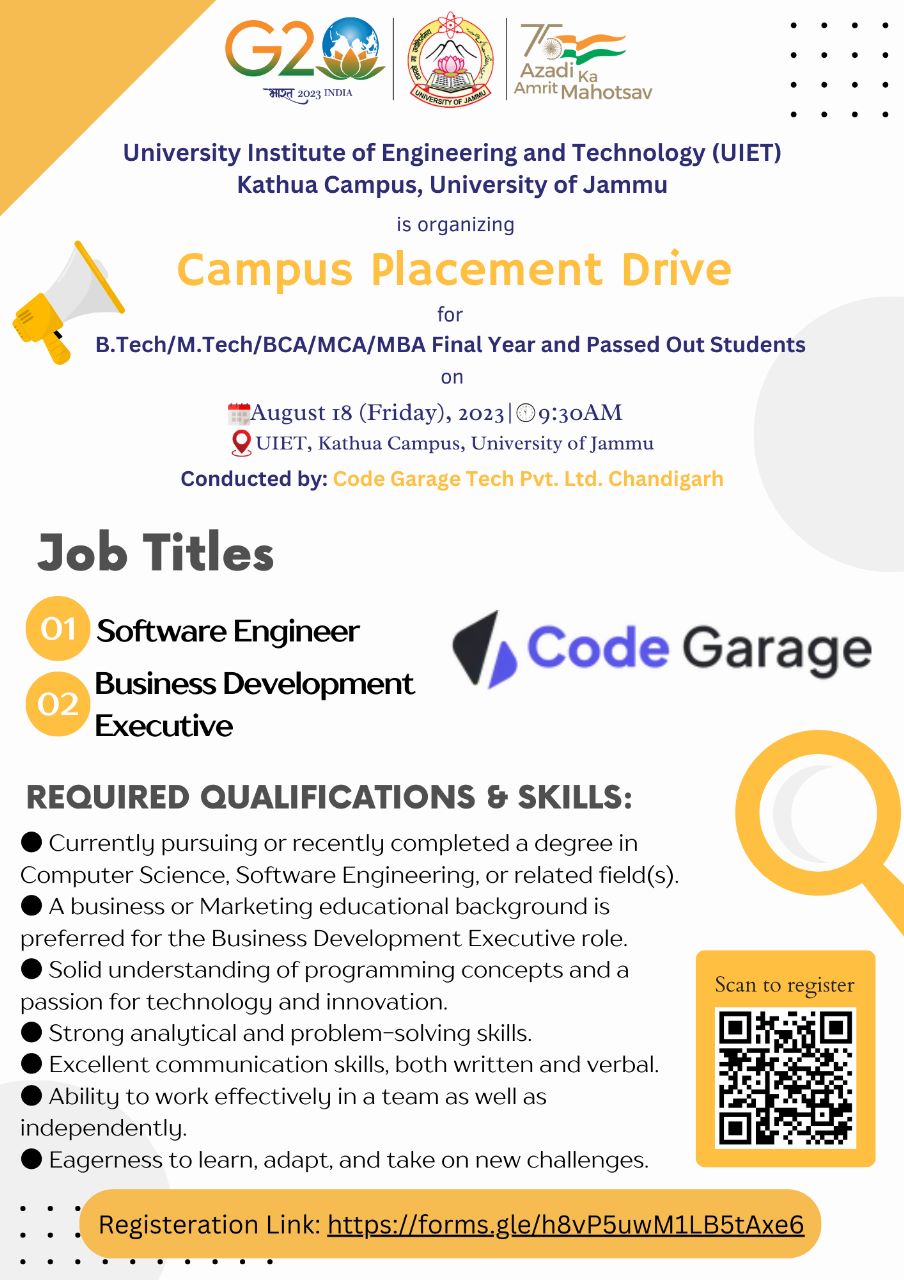 G20
भारत 2023 INDIA
UNIVERSITY OF JAMMU
75
Azadi Ka
Amrit Mahotsav
University Institute of Engineering and Technology (UIET)
Kathua Campus, University of Jammu
is organizing
Campus Placement Drive
for
B.Tech/M.Tech/BCA/MCA/MBA Final Year and Passed Out Students
on
August 18 (Friday), 2023| 9:30AM
UIET, Kathua Campus, University of Jammu
Conducted by: Code Garage Tech Pvt. Ltd. Chandigarh
Job Titles
01 Software Engineer
02 Business Development
Executive
Code Garage
REQUIRED QUALIFICATIONS & SKILLS:
● Currently pursuing or recently completed a degree in
Computer Science, Software Engineering, or related field(s).
● A business or Marketing educational background is
preferred for the Business Development Executive role.
● Solid understanding of programming concepts and a
passion for technology and innovation.
● Strong analytical and problem-solving skills.
● Excellent communication skills, both written and verbal.
● Ability to work effectively in a team as well as
independently.
● Eagerness to learn, adapt, and take on new challenges.
Scan to register
Registeration Link: https://forms.gle/h8vP5uwM1LB5tAxe6